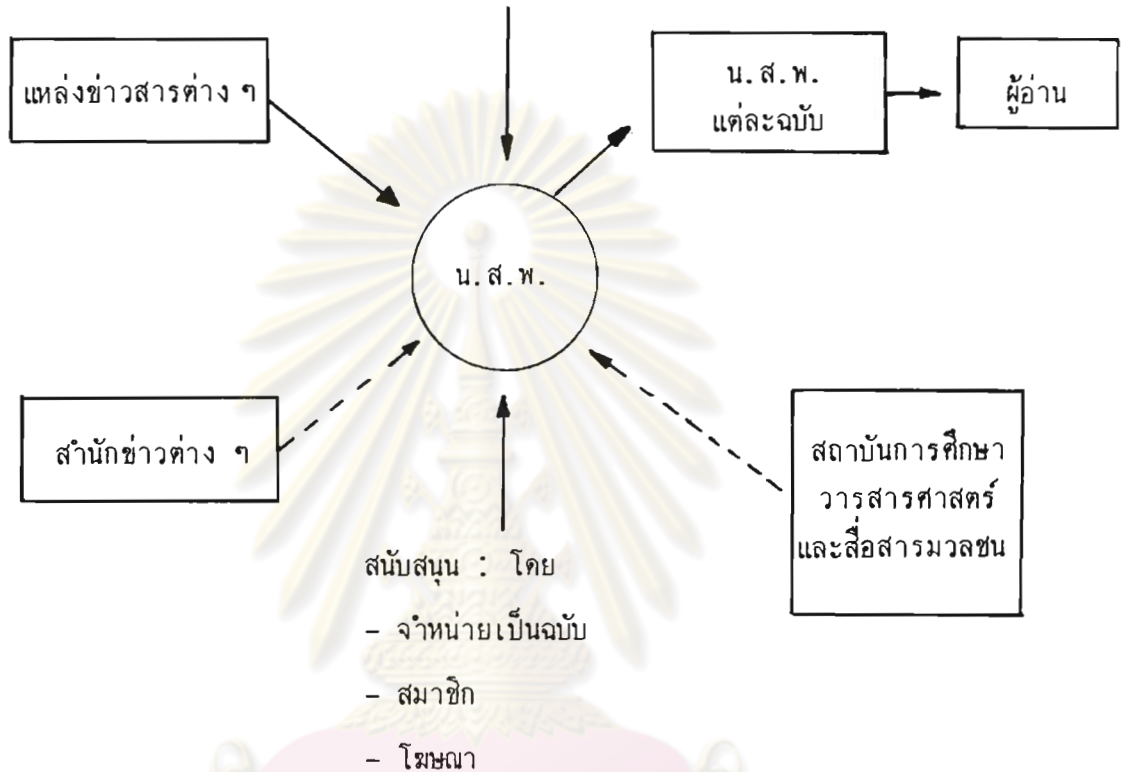 แหล่งข่าวสารต่าง ๆ
น.ส.พ.
แต่ละฉบับ
ผู้อ่าน
น.ส.พ.
สำนักข่าวต่าง ๆ
สถาบันการศึกษา
วารสารศาสตร์
และสื่อสารมวลชน
สนับสนุน : โดย
- จำหน่ายเป็นฉบับ
- สมาชิก
- โฆษณา